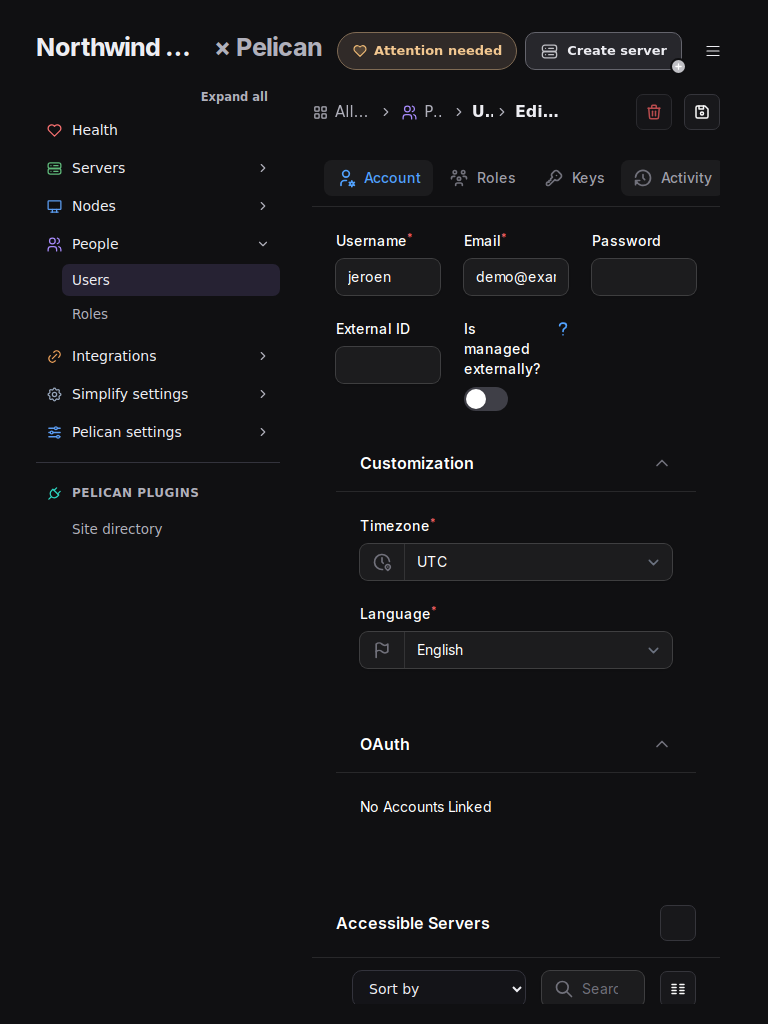 Northwind ... × Pelican
Attention needed
Create server
Expand all
Health
Servers
Nodes
People
Users
Roles
Integrations
Simplify settings
Pelican settings
PELICAN PLUGINS
Site directory
All... > P.. > U.. > Edi...
Account Roles Keys Activity
Username* Email* Password
jeroen demo@exar
External ID Is managed externally? ?
Customization
Timezone*
UTC
Language*
English
OAuth
No Accounts Linked
Accessible Servers
Sort by Searc